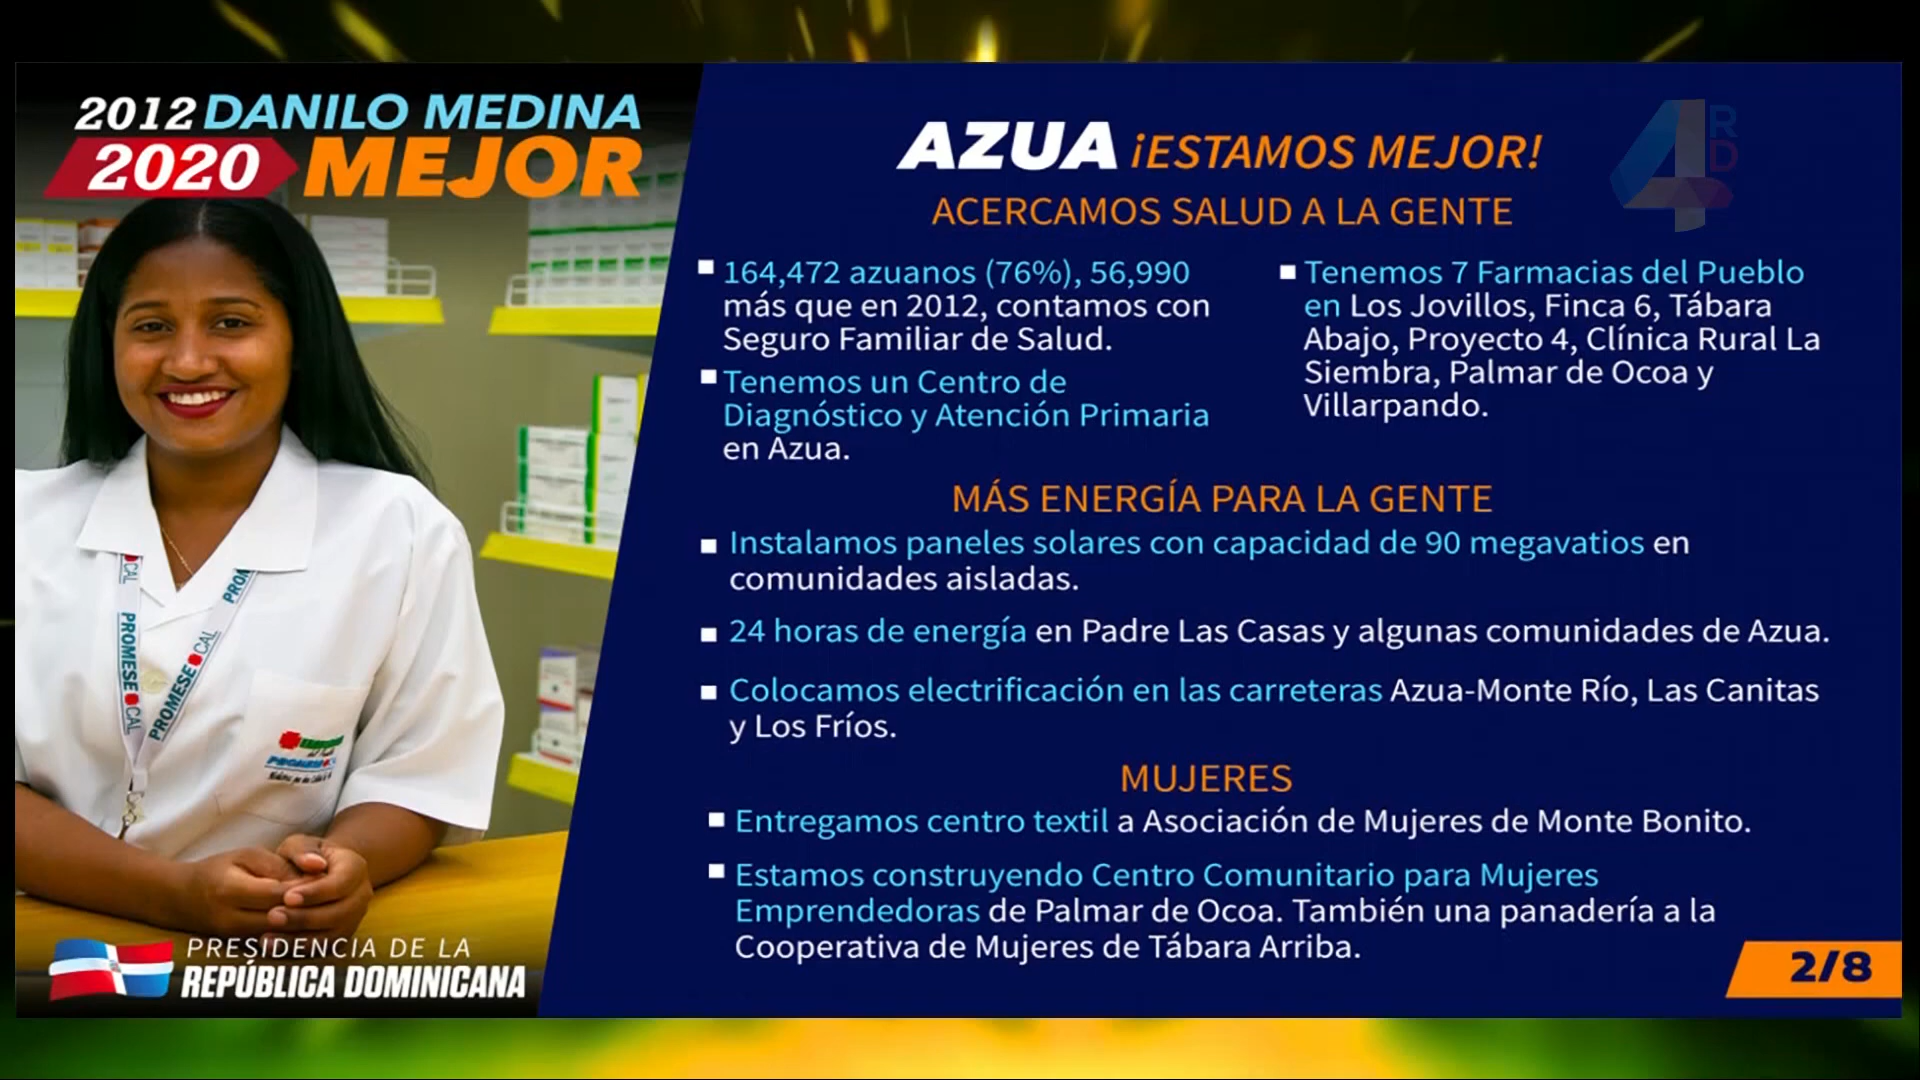 2012 DANILO MEDINA
2020 MEJOR
AZUA ¡ESTAMOS MEJOR!
ACERCAMOS SALUD A LA GENTE
164,472 azuanos (76%), 56,990
más que en 2012, contamos con
Seguro Familiar de Salud.
Tenemos un Centro de
Diagnóstico y Atención Primaria
en Azua.
Tenemos 7 Farmacias del Pueblo
en Los Jovillos, Finca 6, Tábara
Abajo, Proyecto 4, Clínica Rural La
Siembra, Palmar de Ocoa y
Villarpando.
MÁS ENERGÍA PARA LA GENTE
Instalamos paneles solares con capacidad de 90 megavatios en
comunidades aisladas.
24 horas de energía en Padre Las Casas y algunas comunidades de Azua.
Colocamos electrificación en las carreteras Azua-Monte Río, Las Canitas
y Los Fríos.
MUJERES
Entregamos centro textil a Asociación de Mujeres de Monte Bonito.
Estamos construyendo Centro Comunitario para Mujeres
Emprendedoras de Palmar de Ocoa. También una panadería a la
Cooperativa de Mujeres de Tábara Arriba.
2/8
4
RD
CAL
PROMESE CAL
PROMESE CAL
PRESIDENCIA DE LA
REPÚBLICA DOMINICANA